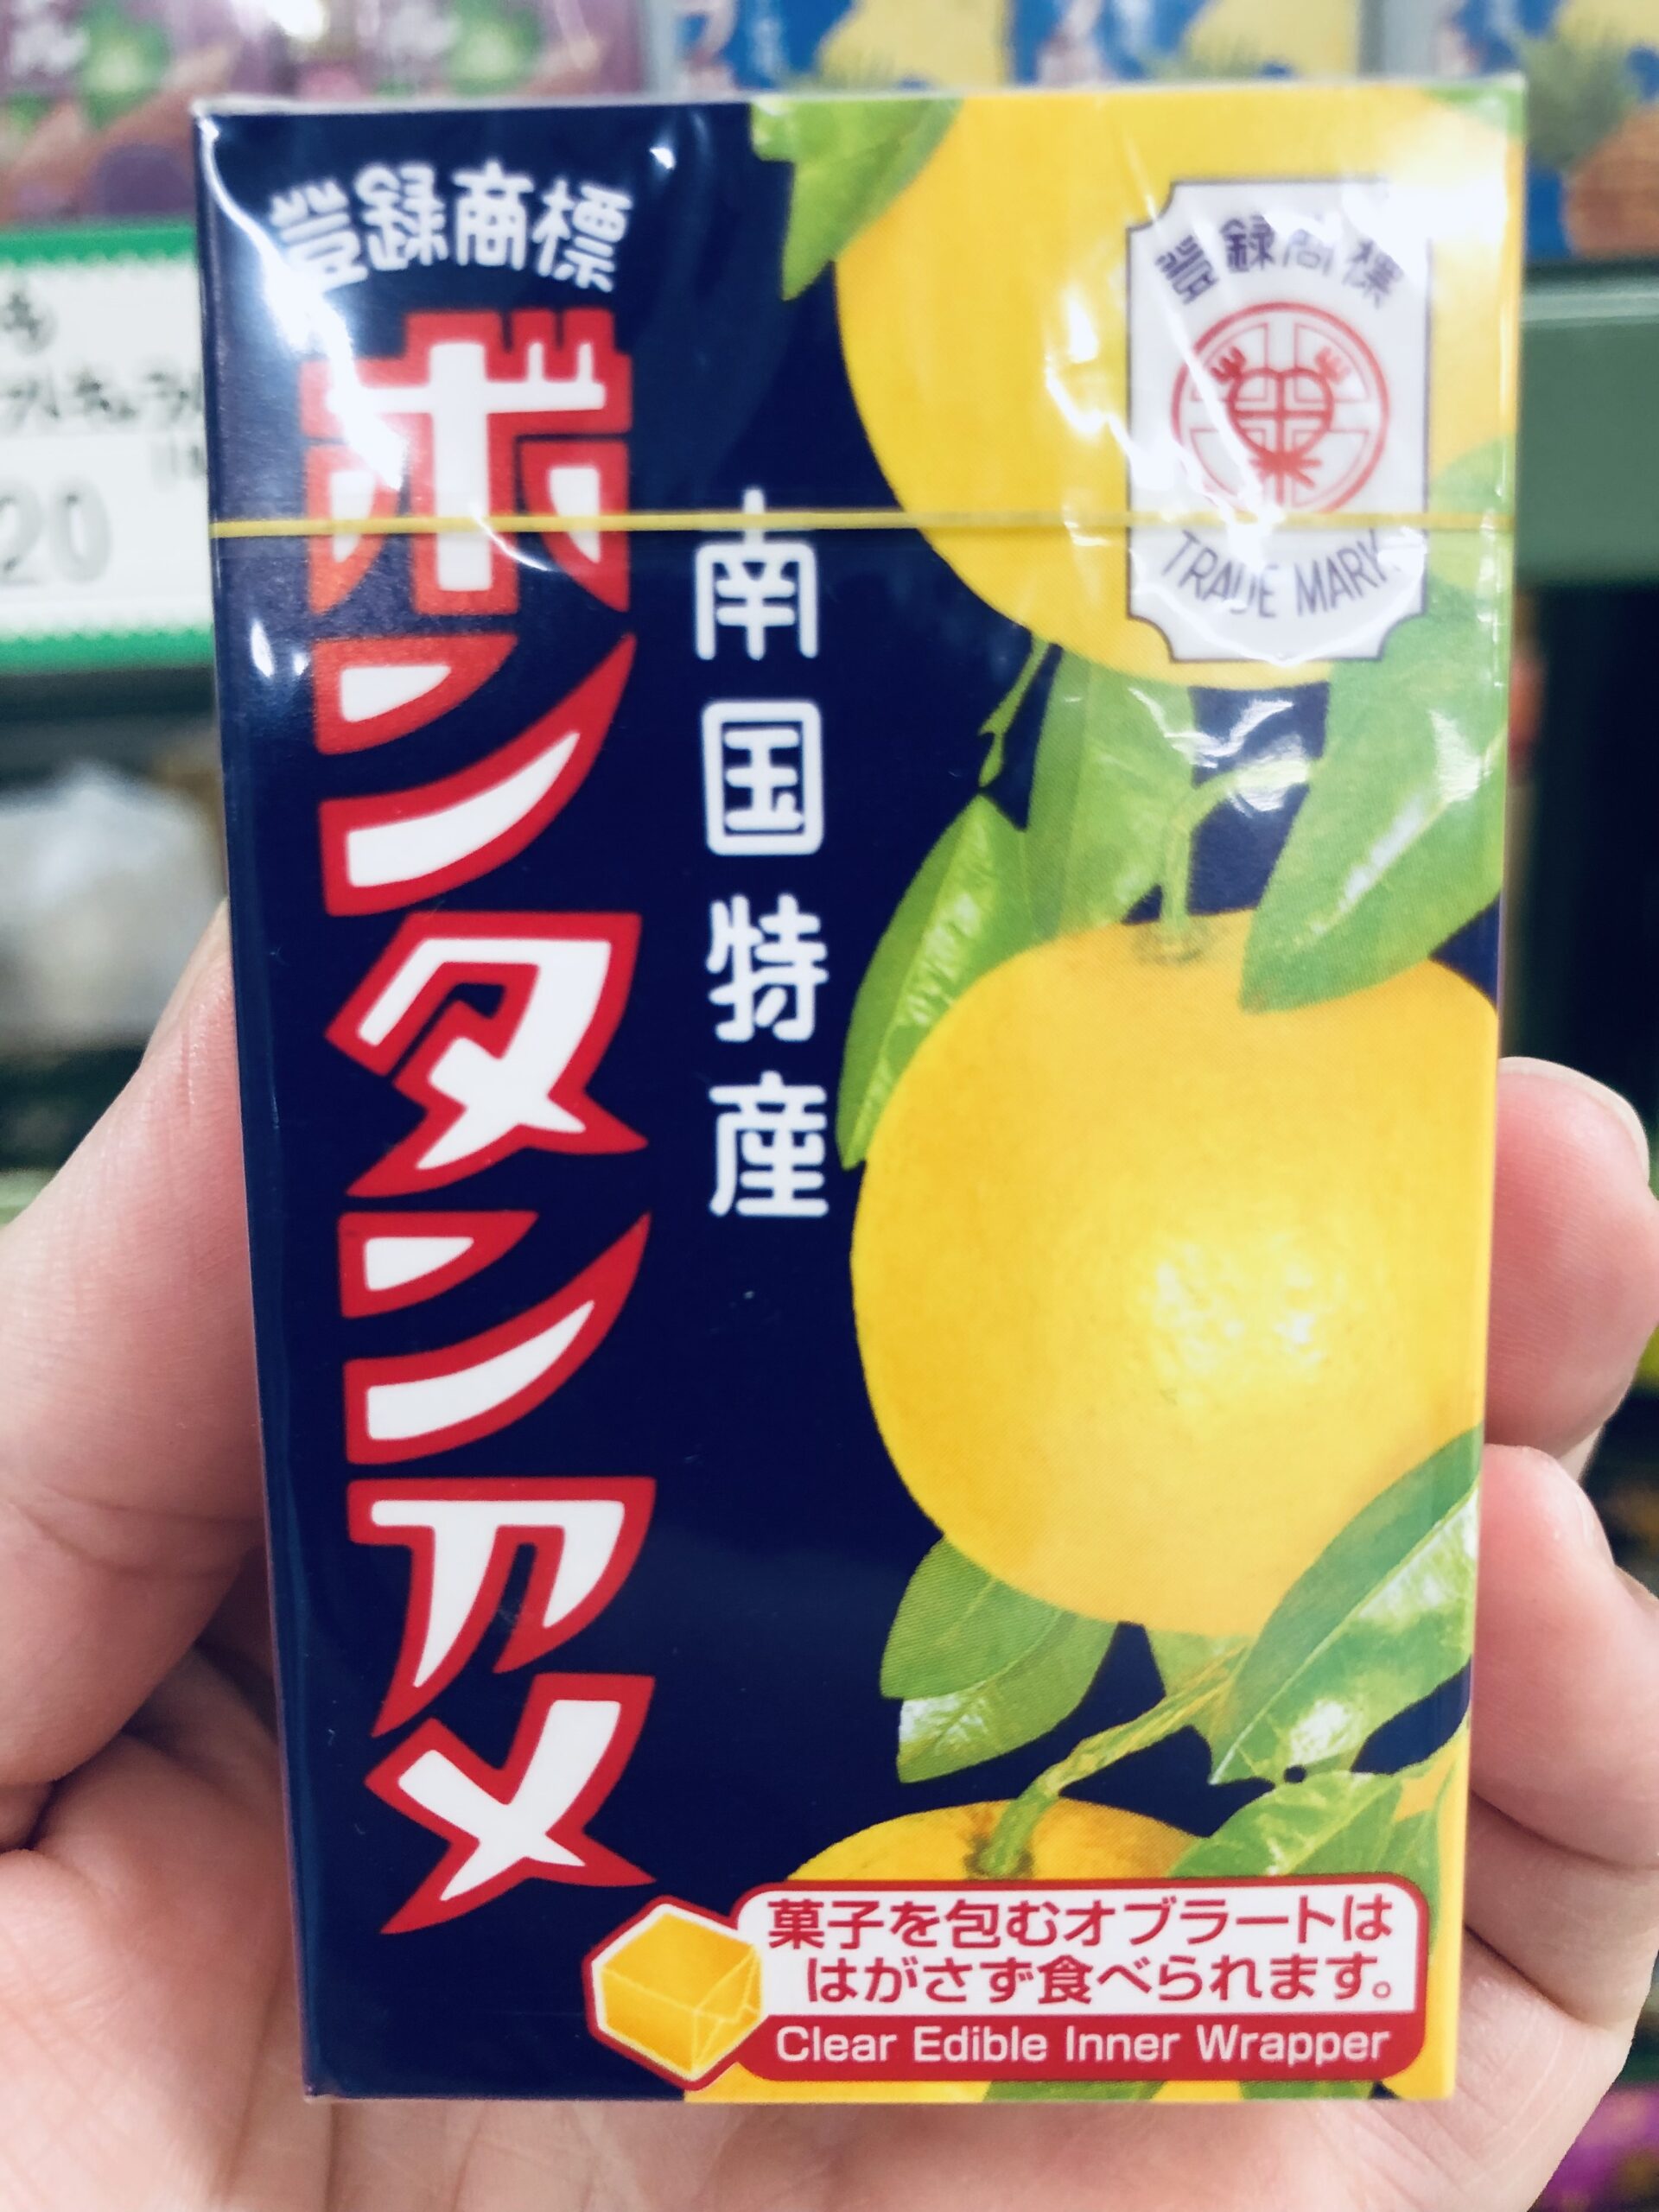 登録商標
ボンタンアメ
南国特産
登録商標
TRADE MARK
菓子を包むオブラートは
はがさず食べられます。
Clear Edible Inner Wrapper
20